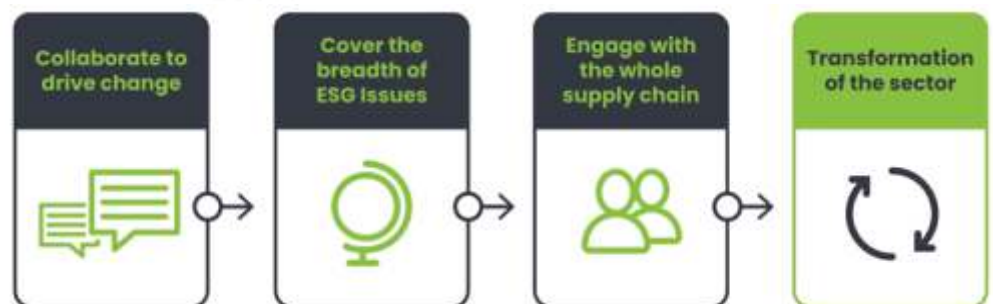 Collaborate to
drive change
Cover the
breadth of
ESG Issues
Engage with
the whole
supply chain
Transformation
of the sector